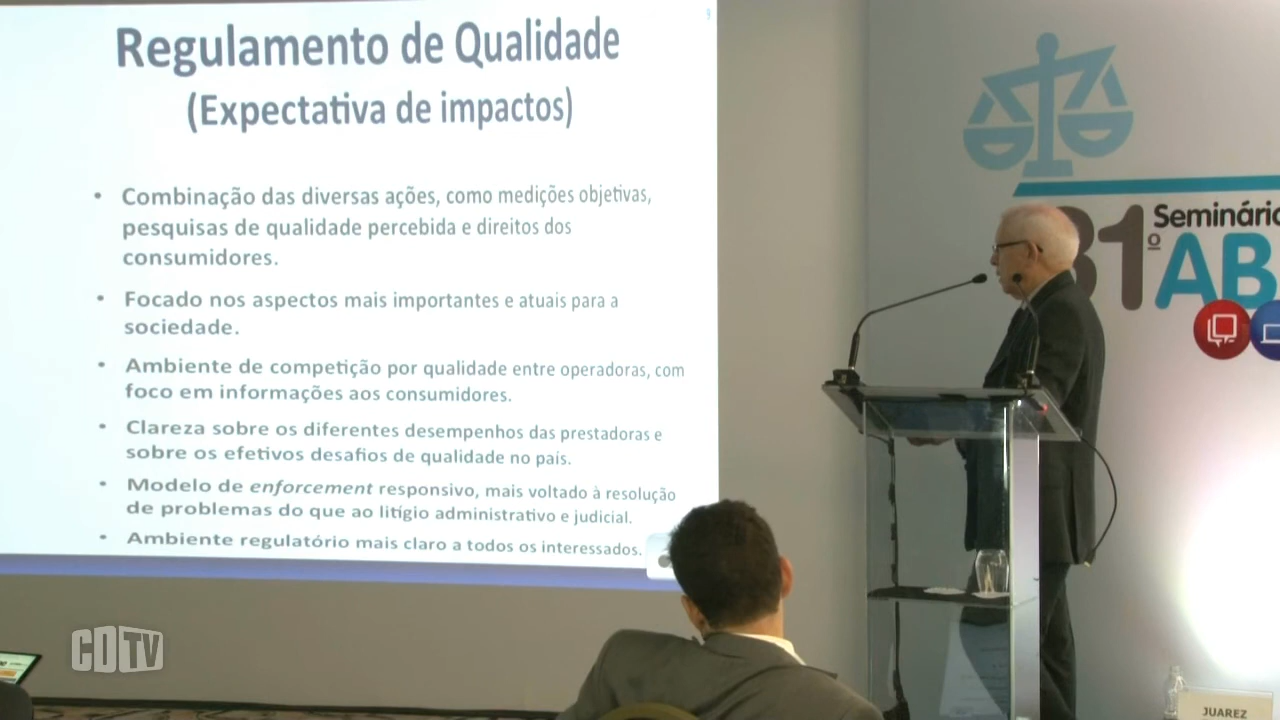 Regulamento de Qualidade
(Expectativa de impactos)
• Combinação das diversas ações, como medições objetivas,
pesquisas de qualidade percebida e direitos dos
consumidores.
• Focado nos aspectos mais importantes e atuais para a
sociedade.
• Ambiente de competição por qualidade entre operadoras, com
foco em informações aos consumidores.
• Clareza sobre os diferentes desempenhos das prestadoras e
sobre os efetivos desafios de qualidade no país.
• Modelo de enforcement responsivo, mais voltado à resolução
de problemas do que ao litígio administrativo e judicial.
• Ambiente regulatório mais claro a todos os interessados.
31º Seminário
AB
CDTV
JUAREZ